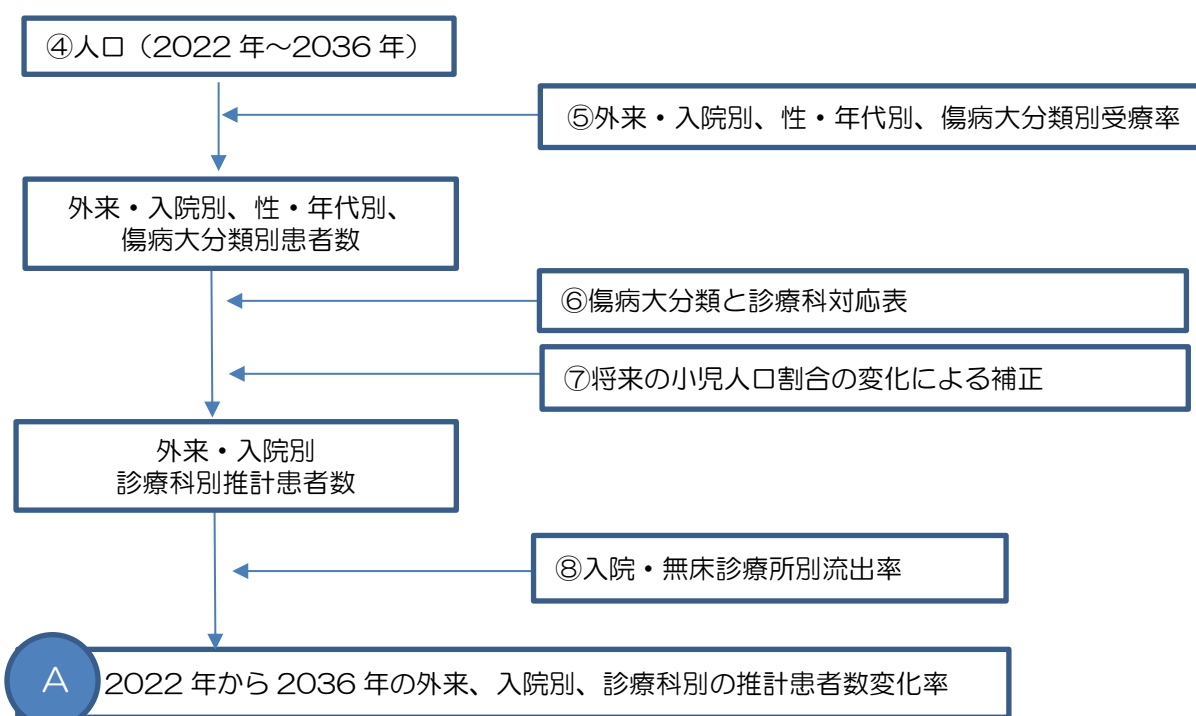 ④人口（2022 年～2036 年）
⑤外来・入院別、性・年代別、傷病大分類別受療率
外来・入院別、性・年代別、
傷病大分類別患者数
⑥傷病大分類と診療科対応表
⑦将来の小児人口割合の変化による補正
外来・入院別
診療科別推計患者数
⑧入院・無床診療所別流出率
A
2022 年から 2036 年の外来、入院別、診療科別の推計患者数変化率